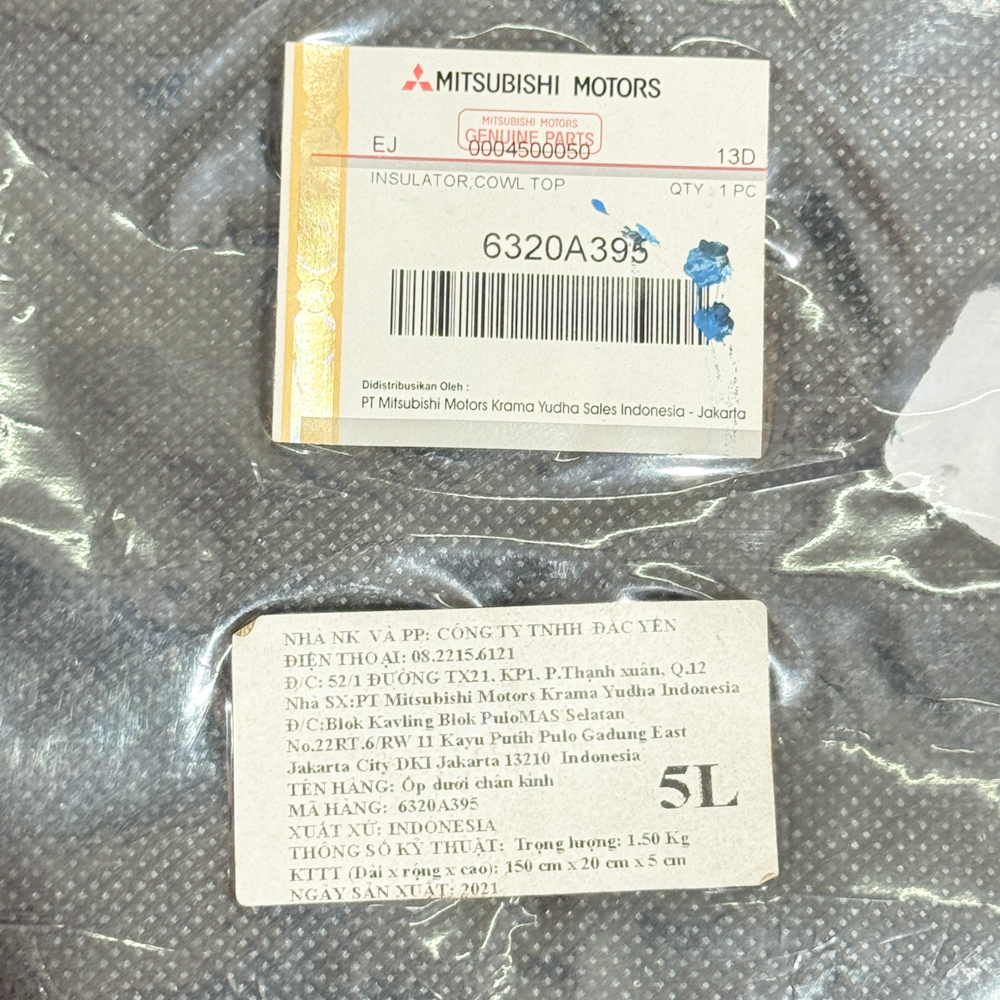 MITSUBISHI MOTORS
MITSUBISHI MOTORS
GENUINE PARTS
EJ 0004500050 13D
INSULATOR,COWL TOP QTY : 1 PC
6320A395
Didistribusikan Oleh :
PT Mitsubishi Motors Krama Yudha Sales Indonesia - Jakarta
NHÀ NK VÀ PP: CÔNG TY TNHH ĐẮC YẾN
ĐIỆN THOẠI: 08.2215.6121
Đ/C: 52/1 ĐƯỜNG TX21, KP1, P.Thạnh xuân, Q.12
Nhà SX:PT Mitsubishi Motors Krama Yudha Indonesia
Đ/C:Blok Kavling Blok PuloMAS Selatan
No.22RT.6/RW 11 Kayu Putih Pulo Gadung East
Jakarta City DKI Jakarta 13210 Indonesia
TÊN HÀNG: Ốp dưới chân kính
MÃ HÀNG: 6320A395
5L
XUẤT XỨ: INDONESIA
THÔNG SỐ KỸ THUẬT: Trọng lượng: 1.50 Kg
KTTT (Dài x rộng x cao): 150 cm x 20 cm x 5 cm
NGÀY SẢN XUẤT: 2021